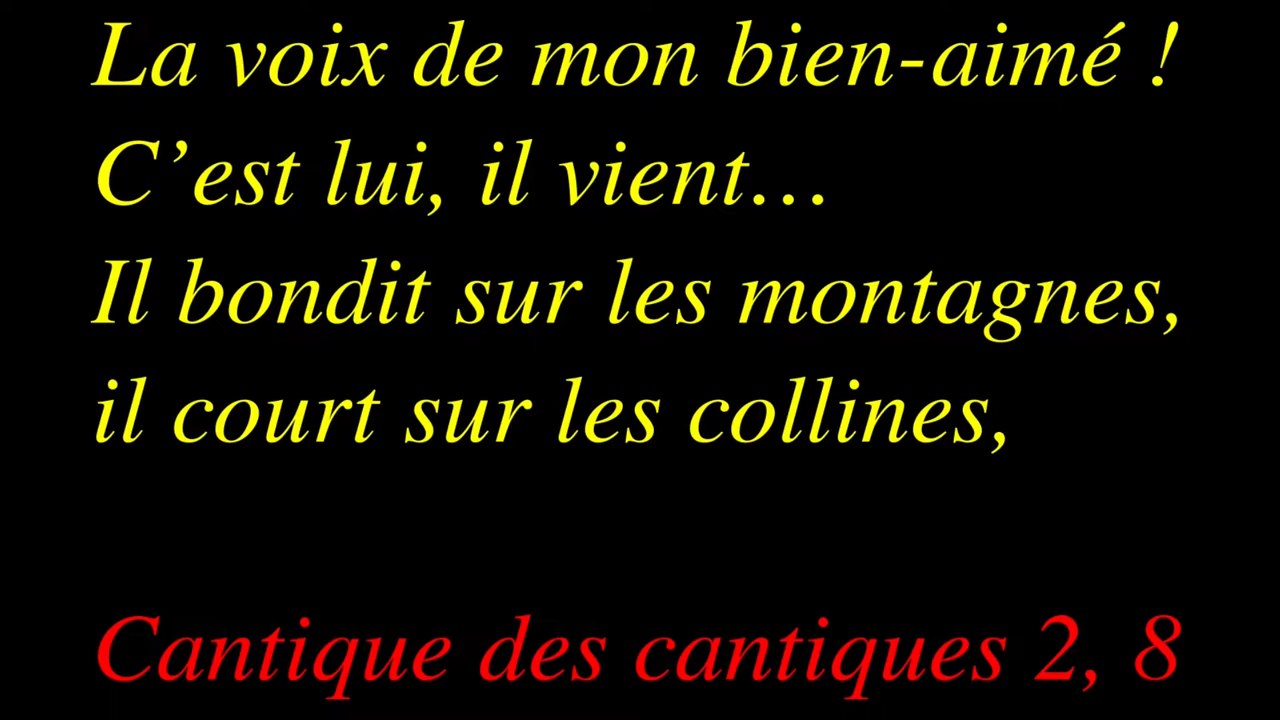 La voix de mon bien-aimé !
C’est lui, il vient…
Il bondit sur les montagnes,
il court sur les collines,
Cantique des cantiques 2, 8